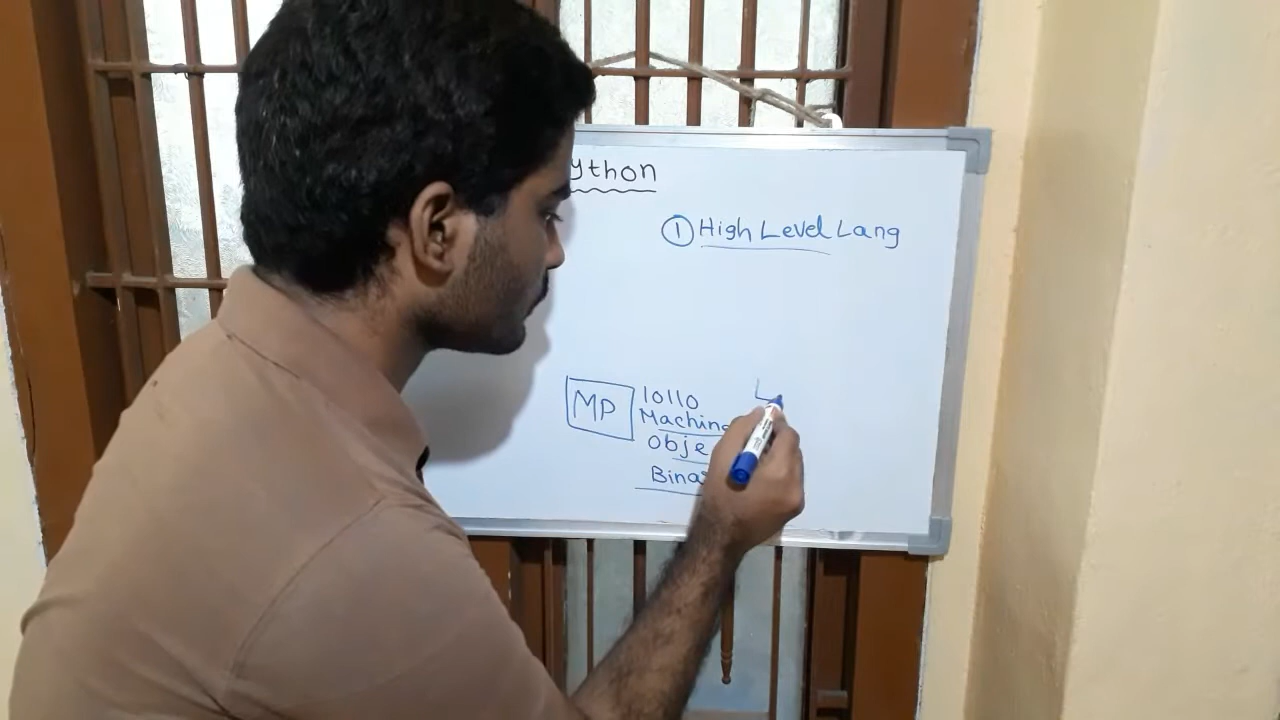 ython
① High Level Lang
MP
10110
Machine
Obje
Bina
L